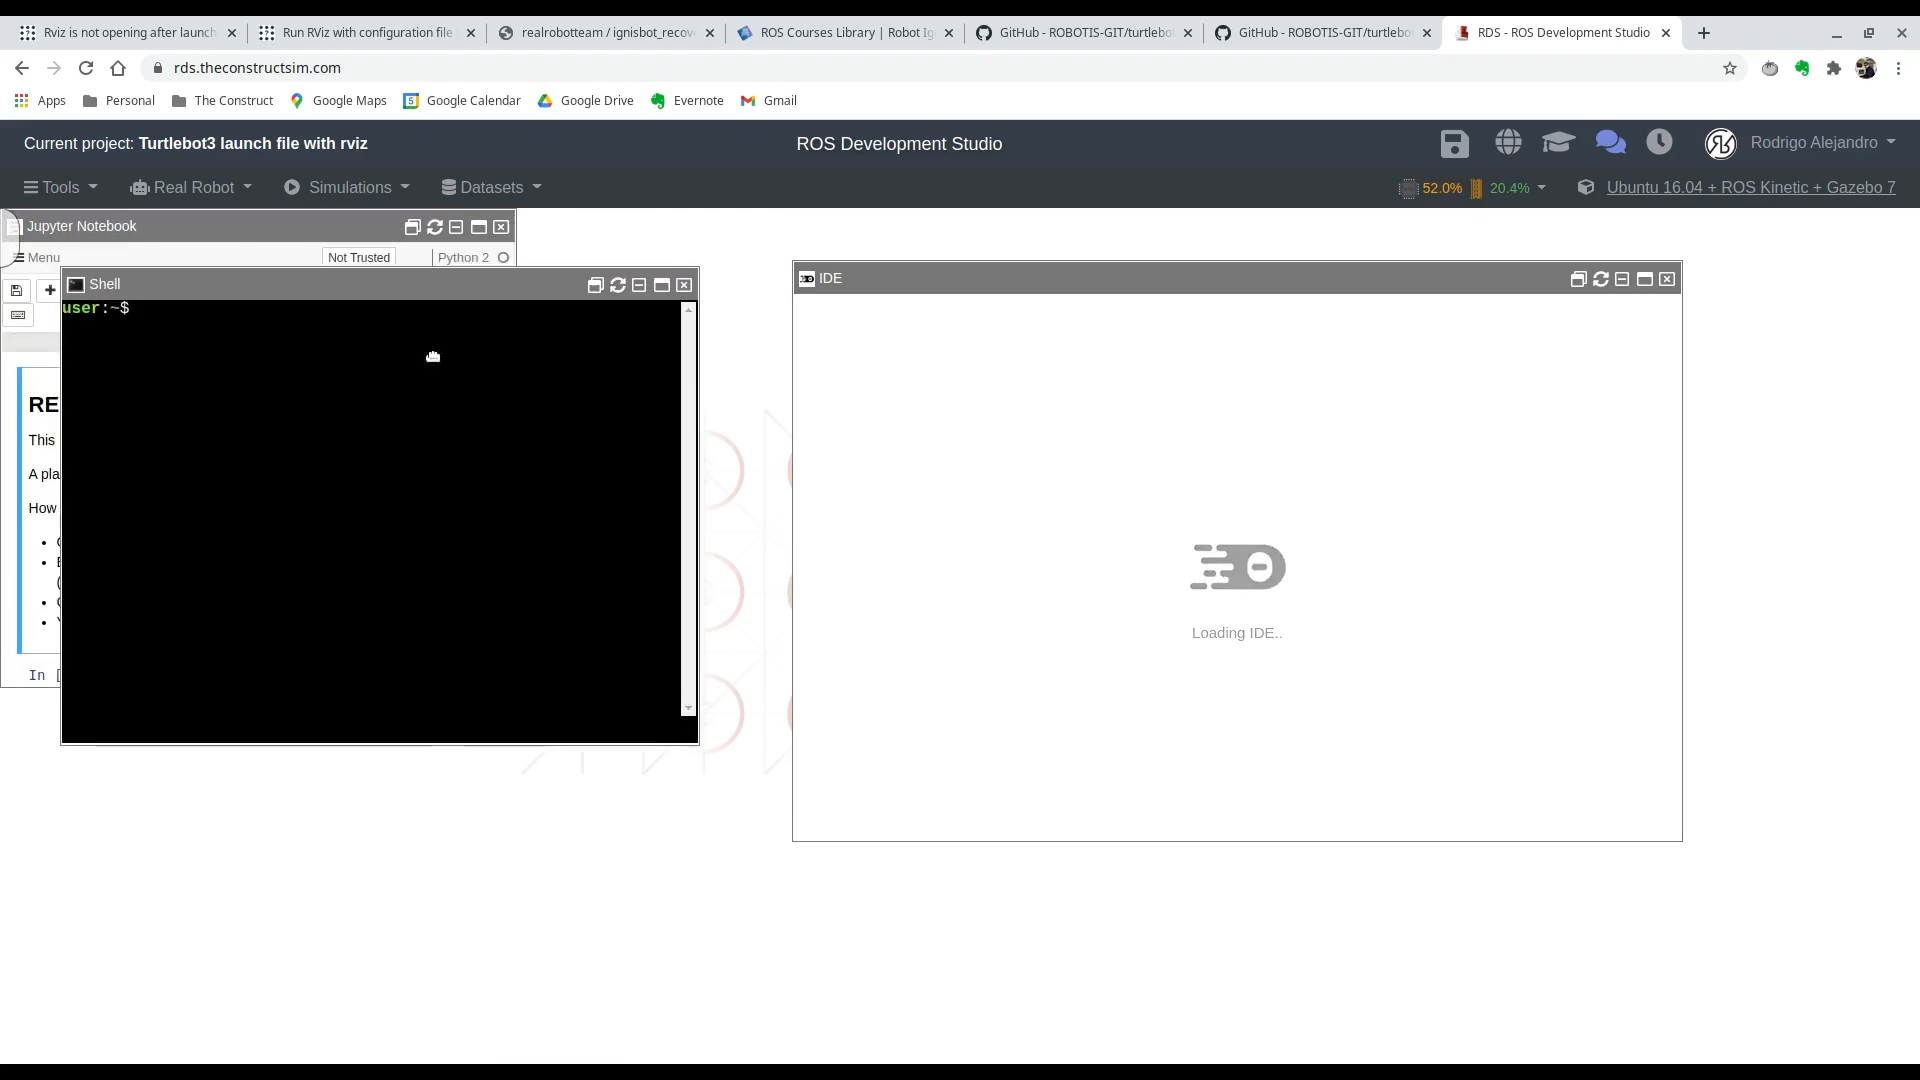 Rviz is not opening after launch
Run RViz with configuration file
realrobotteam / ignisbot_recov
ROS Courses Library | Robot Ig
GitHub - ROBOTIS-GIT/turtlebo
GitHub - ROBOTIS-GIT/turtlebo
RDS - ROS Development Studio
rds.theconstructsim.com
Apps
Personal
The Construct
Google Maps
Google Calendar
Google Drive
Evernote
Gmail
Current project: Turtlebot3 launch file with rviz
ROS Development Studio
Rodrigo Alejandro
Tools
Real Robot
Simulations
Datasets
52.0%
20.4%
Ubuntu 16.04 + ROS Kinetic + Gazebo 7
Jupyter Notebook
Menu
Not Trusted
Python 2
Shell
user:~$
RE
This
A pla
How
In [
IDE
Loading IDE..